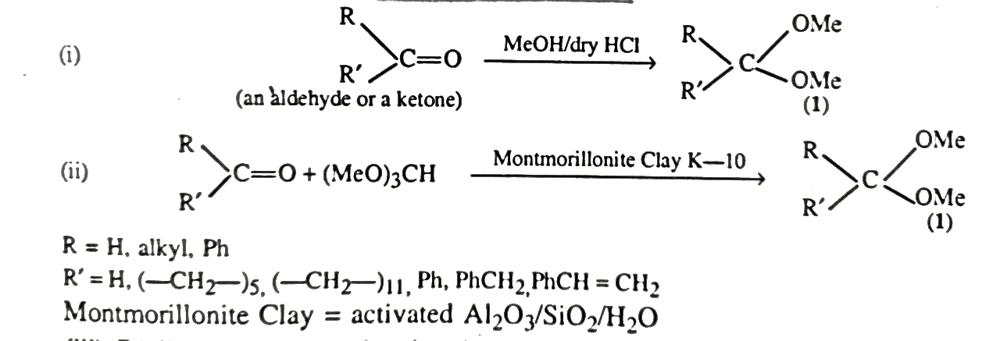 (i) R R′ C=O MeOH/dry HCl R R′ C OMe OMe
(an aldehyde or a ketone) (1)
(ii) R R′ C=O + (MeO)₃CH Montmorillonite Clay K—10 R R′ C OMe OMe
(1)
R = H, alkyl, Ph
R′ = H, (—CH₂—)₅, (—CH₂—)₁₁, Ph, PhCH₂,PhCH = CH₂
Montmorillonite Clay = activated Al₂O₃/SiO₂/H₂O